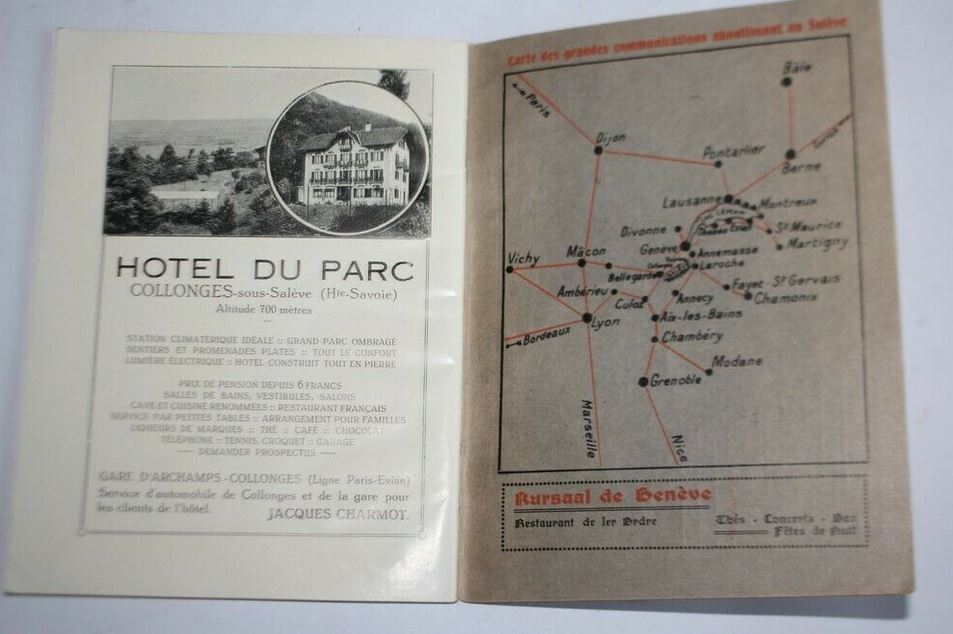 HOTEL DU PARC
COLLONGES-sous-Salève (Hte-Savoie)
Altitude 700 mètres
STATION CLIMATÉRIQUE IDÉALE :: GRAND PARC OMBRAGÉ
SENTIERS ET PROMENADES PLATES :: TOUT LE CONFORT
LUMIÈRE ÉLECTRIQUE :: HOTEL CONSTRUIT TOUT EN PIERRE
PRIX DE PENSION DEPUIS 6 FRANCS
SALLES DE BAINS, VESTIBULES, SALONS
CAVE ET CUISINE RENOMMÉES :: RESTAURANT FRANÇAIS
SERVICE PAR PETITES TABLES :: ARRANGEMENT POUR FAMILLES
LIQUEURS DE MARQUES :: THÉ :: CAFÉ :: CHOCOLAT
TÉLÉPHONE :: TENNIS, CROQUET :: GARAGE
------ DEMANDER PROSPECTUS ------
GARE D'ARCHAMPS-COLLONGES (Ligne Paris-Evian)
Service d'automobile de Collonges et de la gare pour
les clients de l'hôtel.
JACQUES CHARMOT.
Carte des grandes communications aboutissant au Salève
Bâle
Paris
Dijon
Pontarlier
Berne
Lausanne
Montreux
LAC LÉMAN
Divonne
St Maurice
Genève
Martigny
Annemasse
Vichy
Mâcon
Bellegarde
Laroche
Ambérieu
Fayet-St Gervais
Culoz
Annecy
Chamonix
Lyon
Aix-les-Bains
Bordeaux
Chambéry
Modane
Grenoble
Marseille
Nice
Kursaal de Genève
Restaurant de 1er Ordre
Thés - Concerts - Bar
Fêtes de Nuit